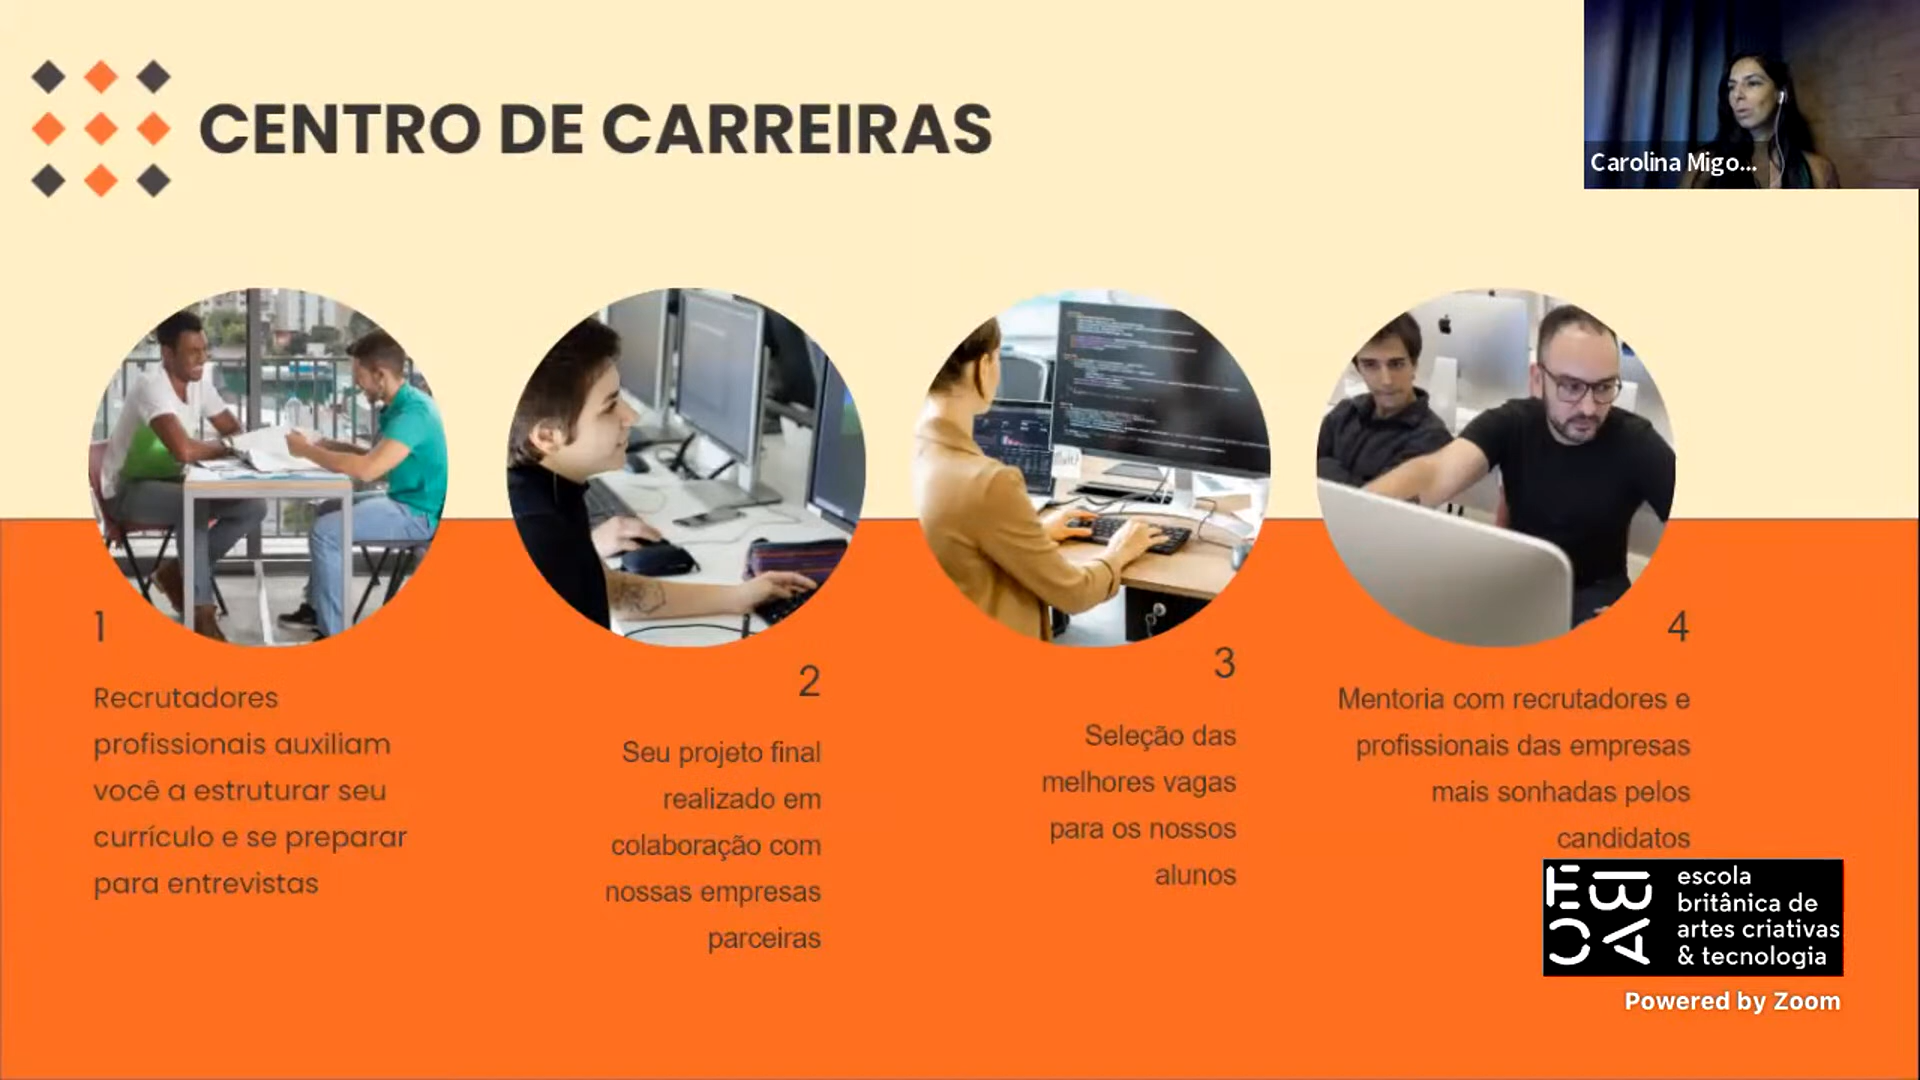 CENTRO DE CARREIRAS
Carolina Migo...
1
Recrutadores
profissionais auxiliam
você a estruturar seu
currículo e se preparar
para entrevistas
2
Seu projeto final
realizado em
colaboração com
nossas empresas
parceiras
3
Seleção das
melhores vagas
para os nossos
alunos
4
Mentoria com recrutadores e
profissionais das empresas
mais sonhadas pelos
candidatos
EBAC
escola
britânica de
artes criativas
& tecnologia
Powered by Zoom